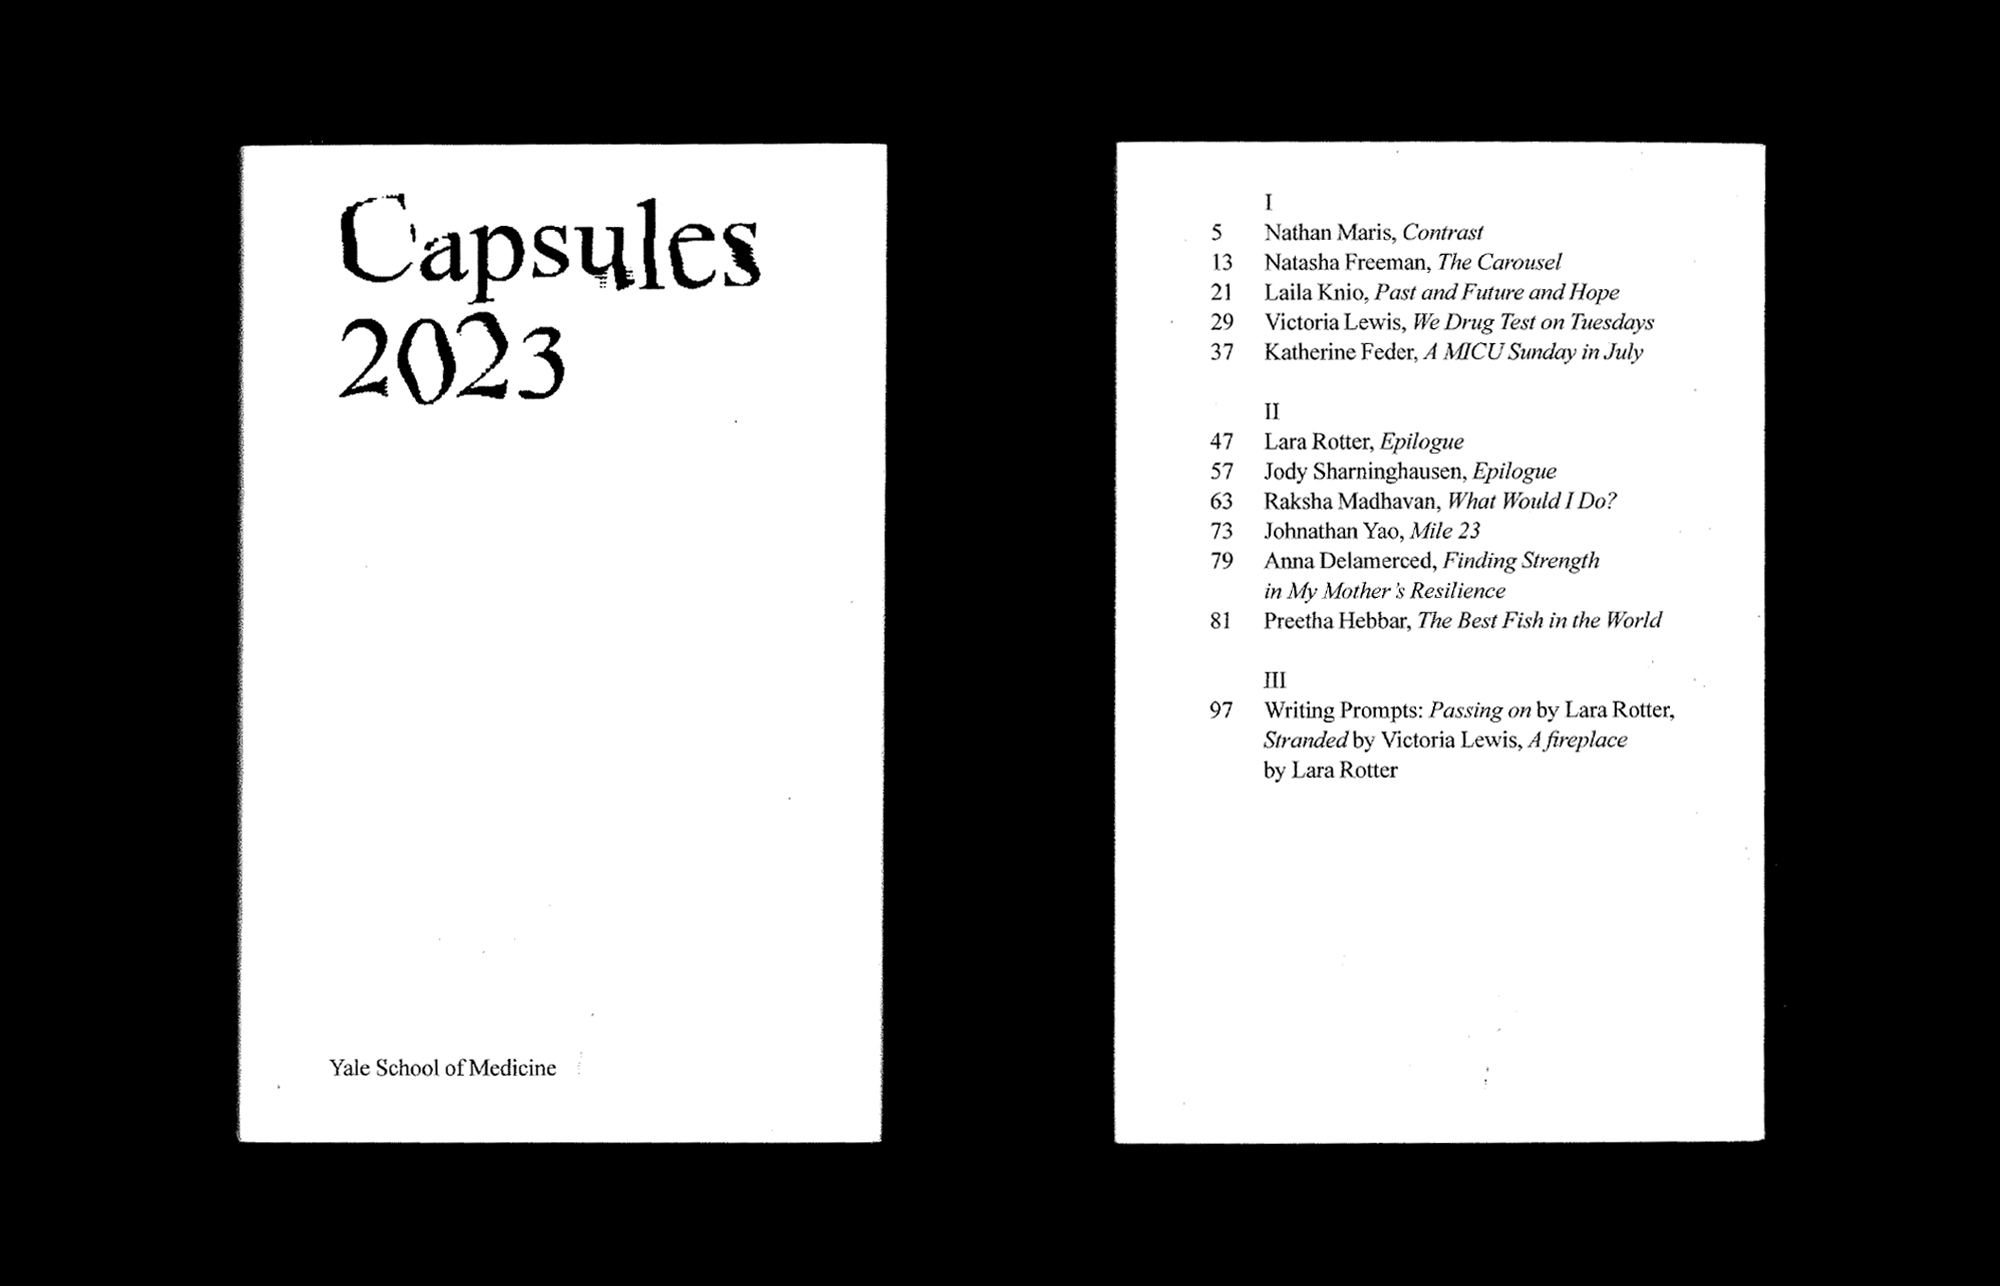 Capsules
2023
Yale School of Medicine
I
5 Nathan Maris, Contrast
13 Natasha Freeman, The Carousel
21 Laila Knio, Past and Future and Hope
29 Victoria Lewis, We Drug Test on Tuesdays
37 Katherine Feder, A MICU Sunday in July
II
47 Lara Rotter, Epilogue
57 Jody Sharninghausen, Epilogue
63 Raksha Madhavan, What Would I Do?
73 Johnathan Yao, Mile 23
79 Anna Delamerced, Finding Strength
in My Mother's Resilience
81 Preetha Hebbar, The Best Fish in the World
III
97 Writing Prompts: Passing on by Lara Rotter,
Stranded by Victoria Lewis, A fireplace
by Lara Rotter